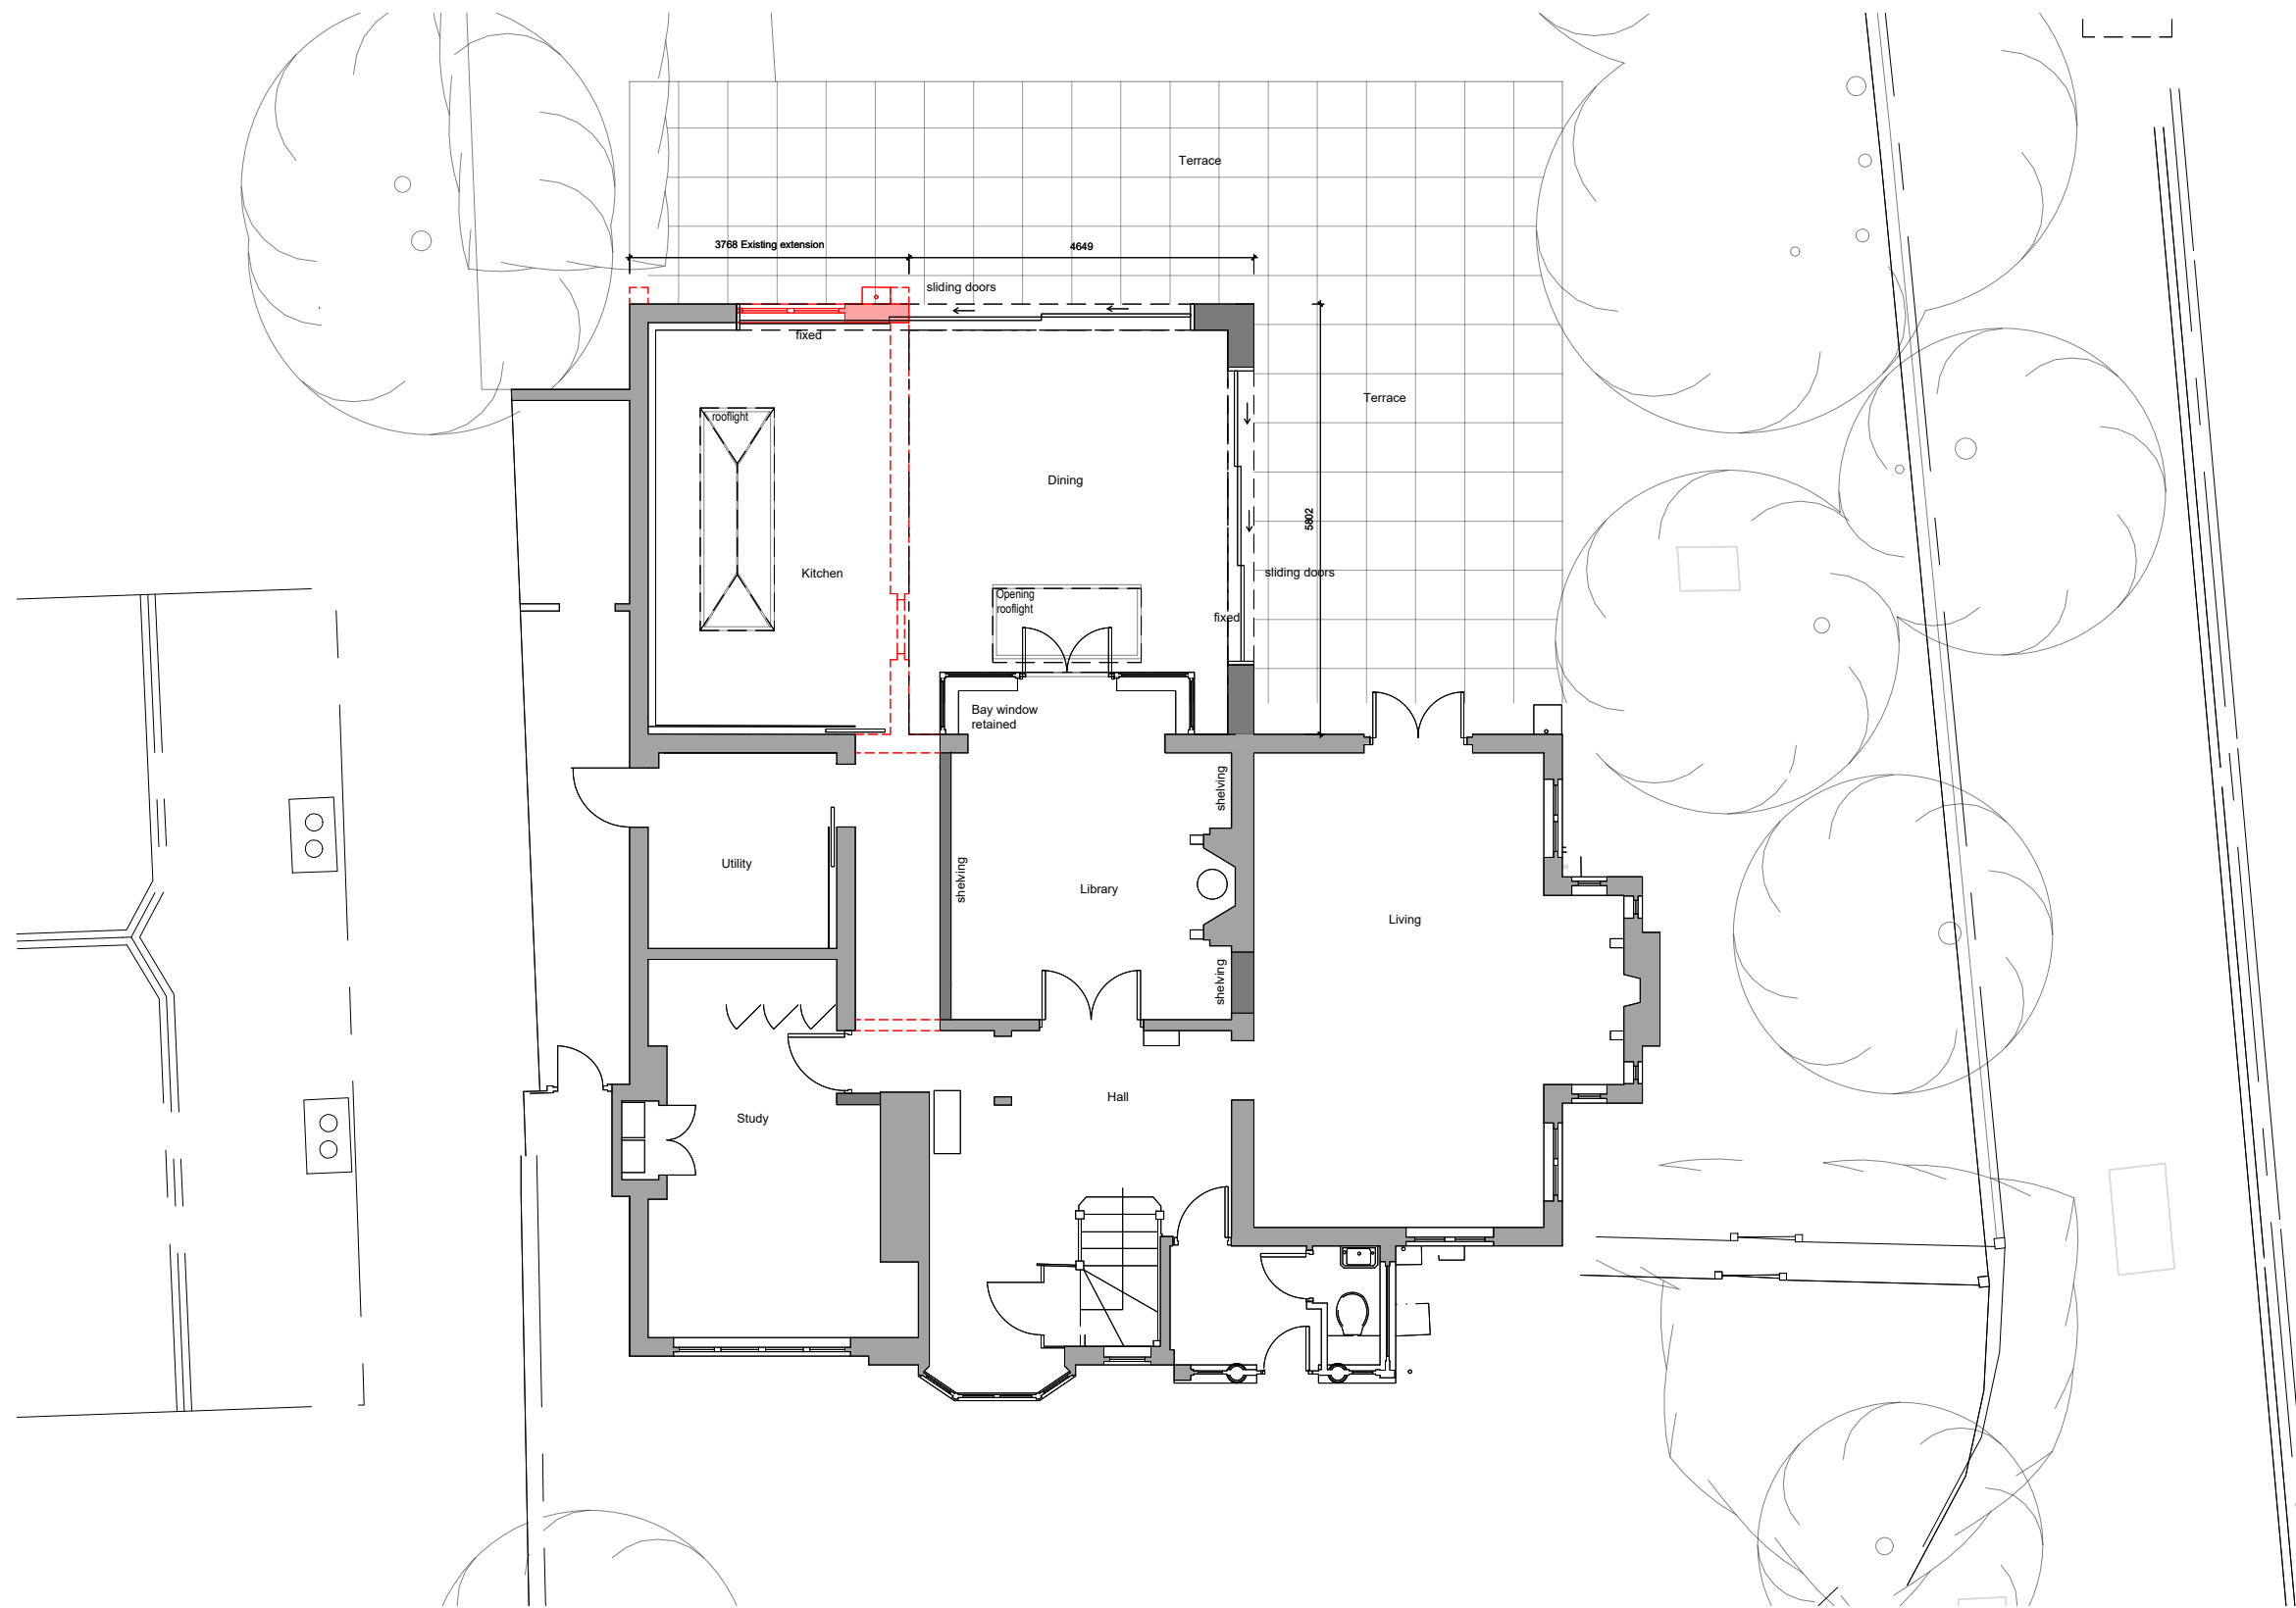 Terrace
3768 Existing extension
4649
sliding doors
fixed
Terrace
rooflight
Dining
5802
Kitchen
sliding doors
Opening
rooflight
fixed
Bay window
retained
shelving
Utility
shelving
Library
Living
shelving
Hall
Study